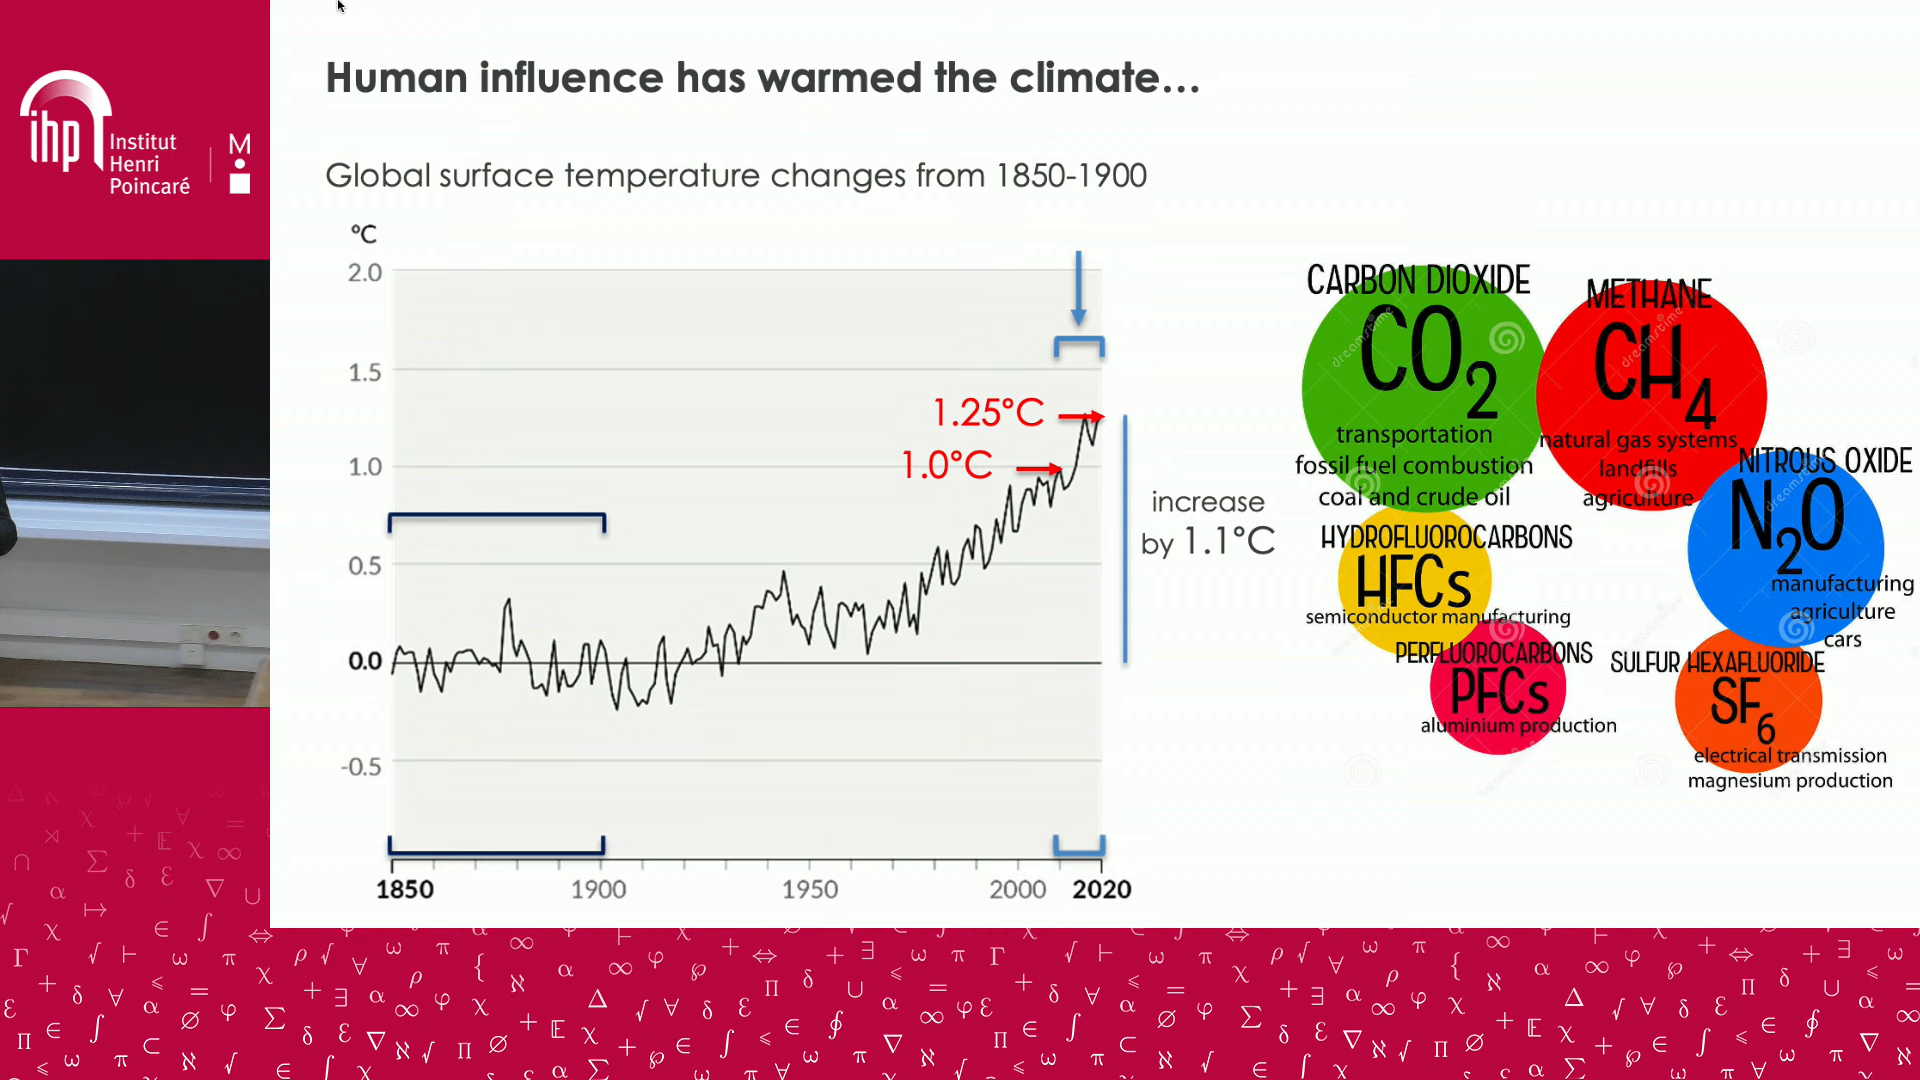 ihp
Institut
Henri
Poincaré
M
Human influence has warmed the climate...
Global surface temperature changes from 1850-1900
°C
2.0
1.5
1.0
0.5
0.0
-0.5
1850
1900
1950
2000
2020
1.25°C
1.0°C
increase
by 1.1°C
CARBON DIOXIDE
CO2
transportation
fossil fuel combustion
coal and crude oil
METHANE
CH4
natural gas systems
landfills
agriculture
NITROUS OXIDE
N2O
manufacturing
agriculture
cars
HYDROFLUOROCARBONS
HFCs
semiconductor manufacturing
PERFLUOROCARBONS
PFCs
aluminium production
SULFUR HEXAFLUORIDE
SF6
electrical transmission
magnesium production
dreamstime
dreamstime